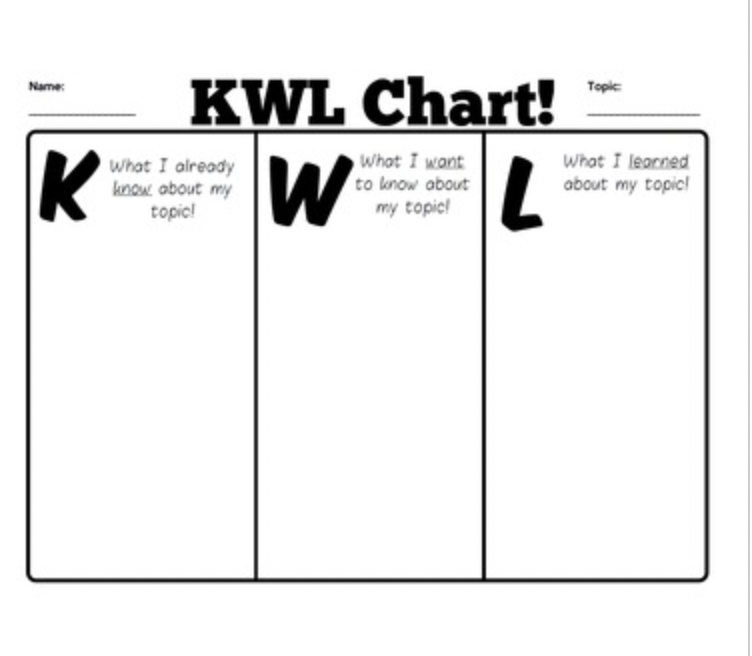 Name:
KWL Chart!
Topic:
K
What I already
know about my
topic!
W
What I want
to know about
my topic!
L
What I learned
about my topic!